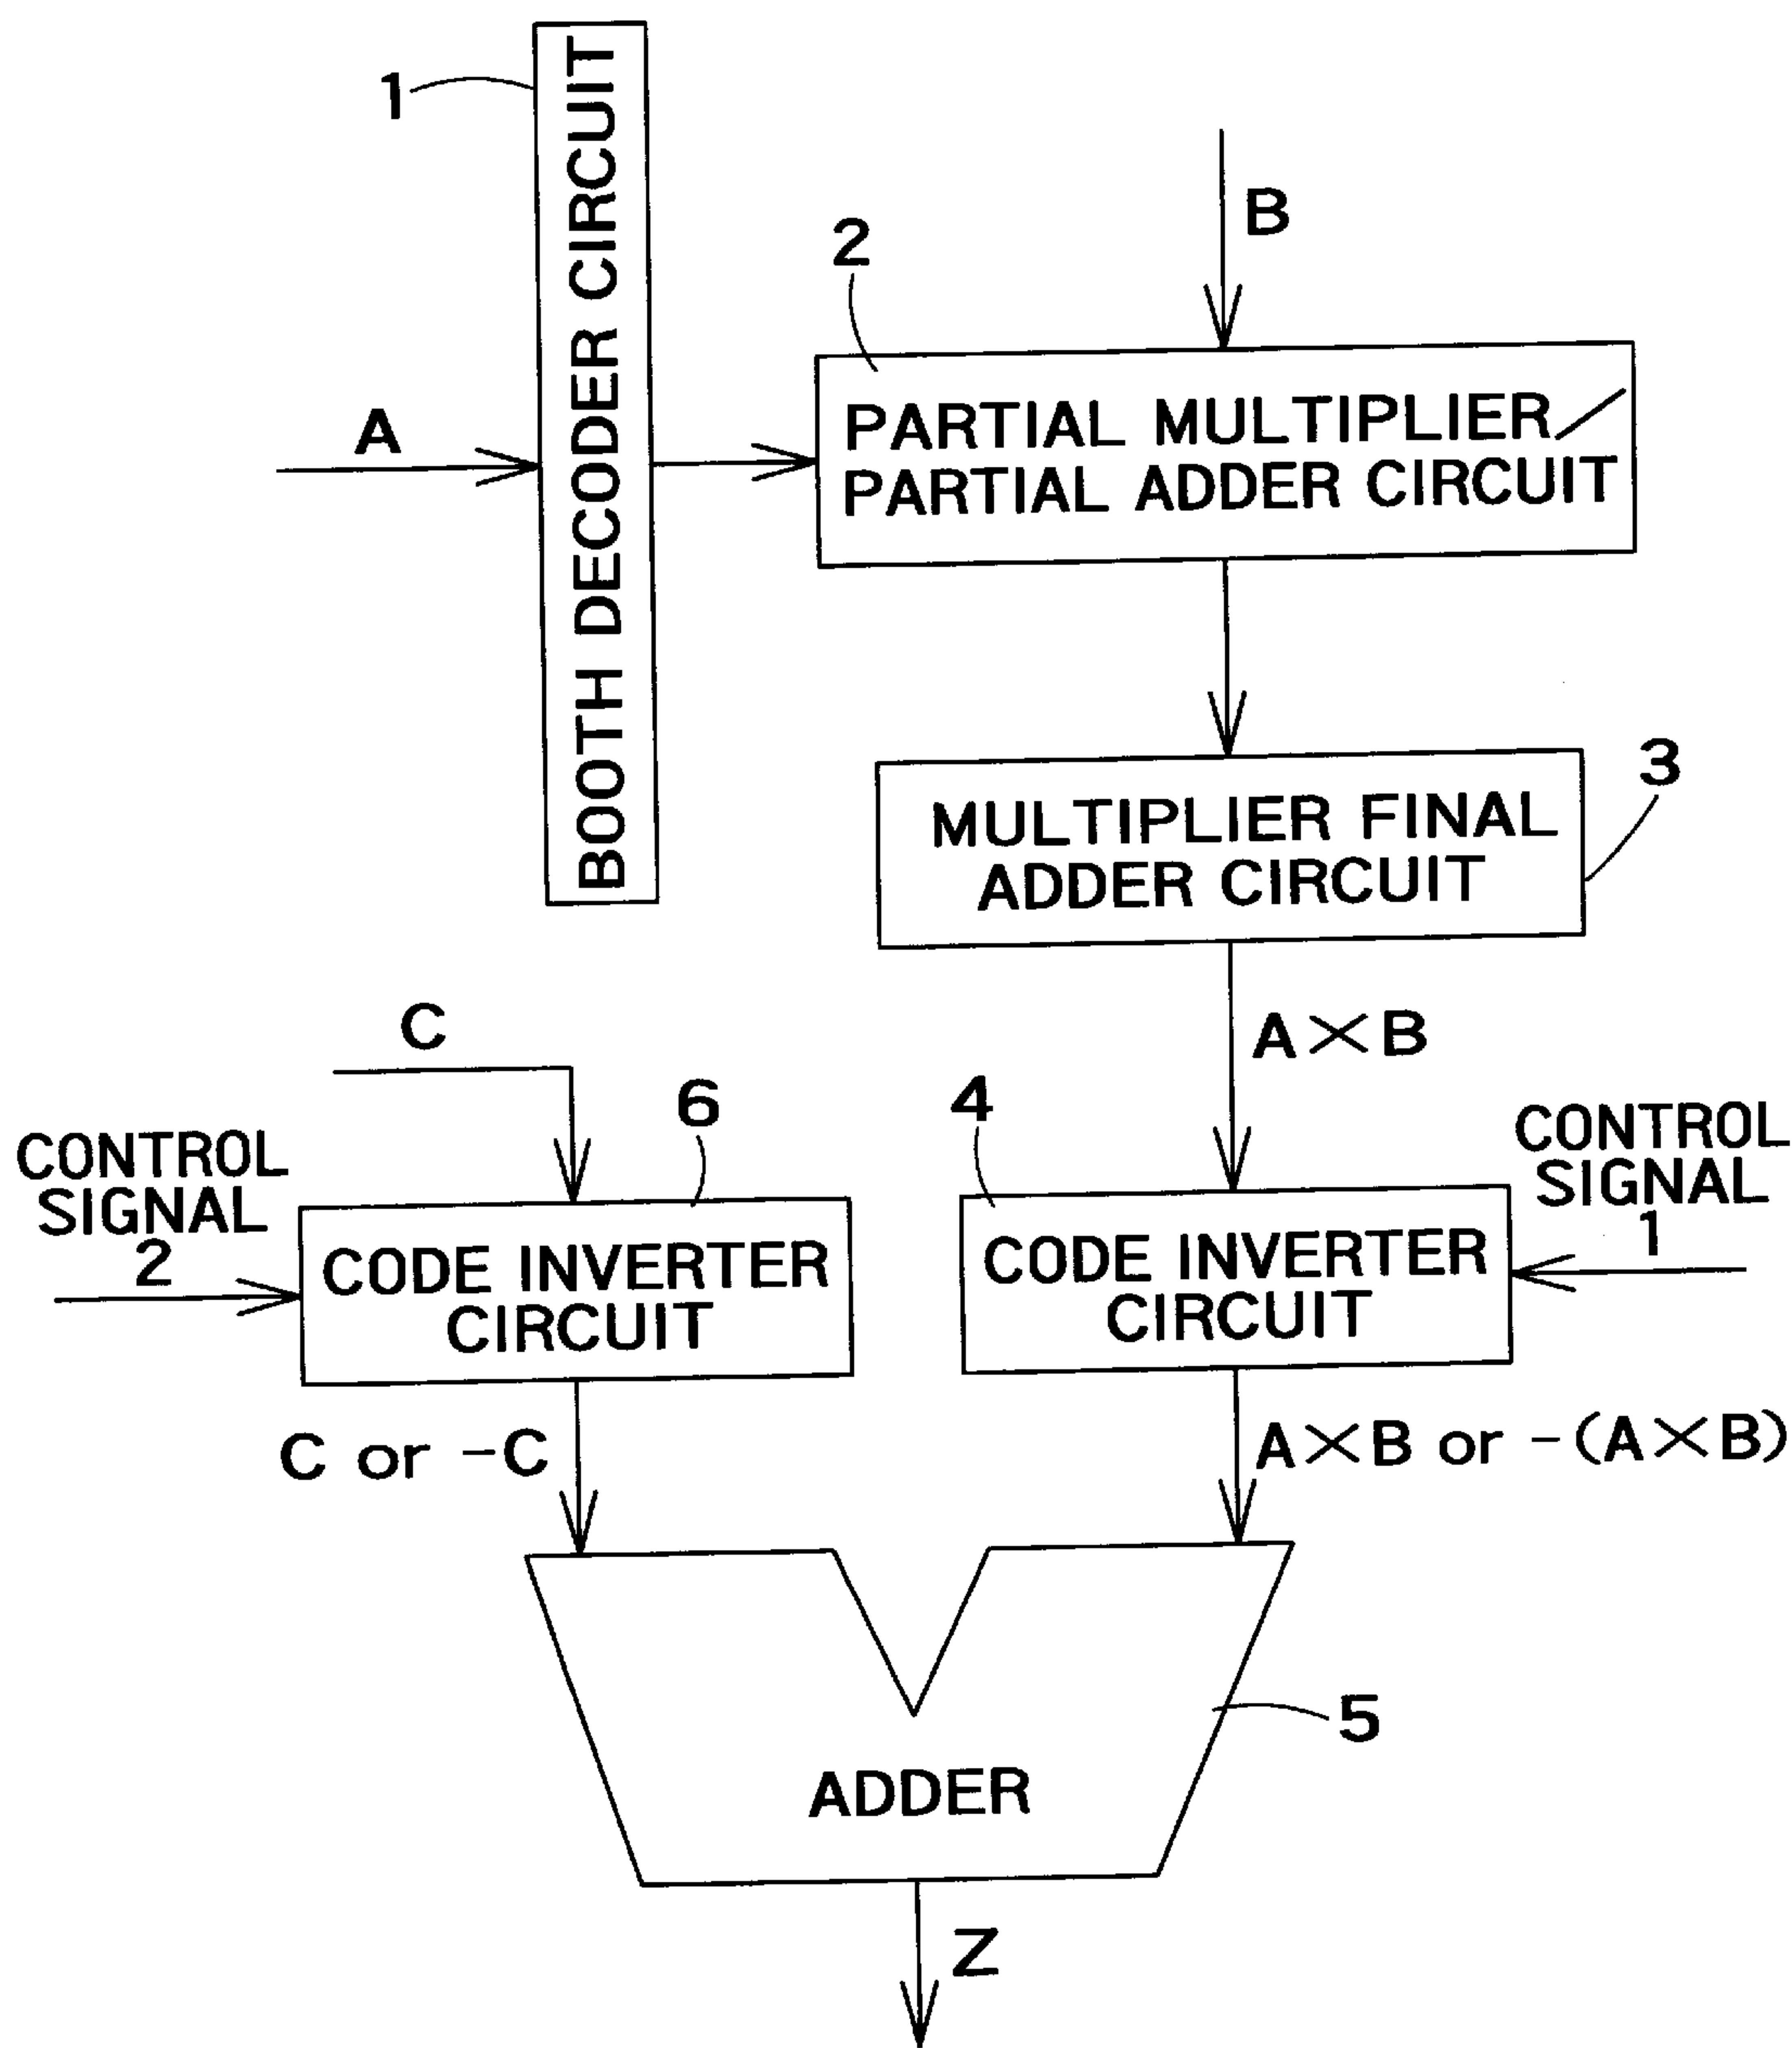 1
BOOTH DECODER CIRCUIT
B
2
A
PARTIAL MULTIPLIER/
PARTIAL ADDER CIRCUIT
3
MULTIPLIER FINAL
ADDER CIRCUIT
C
A×B
6
4
CONTROL
SIGNAL
2
CONTROL
SIGNAL
1
CODE INVERTER
CIRCUIT
CODE INVERTER
CIRCUIT
C or -C
A×B or -(A×B)
5
ADDER
Z